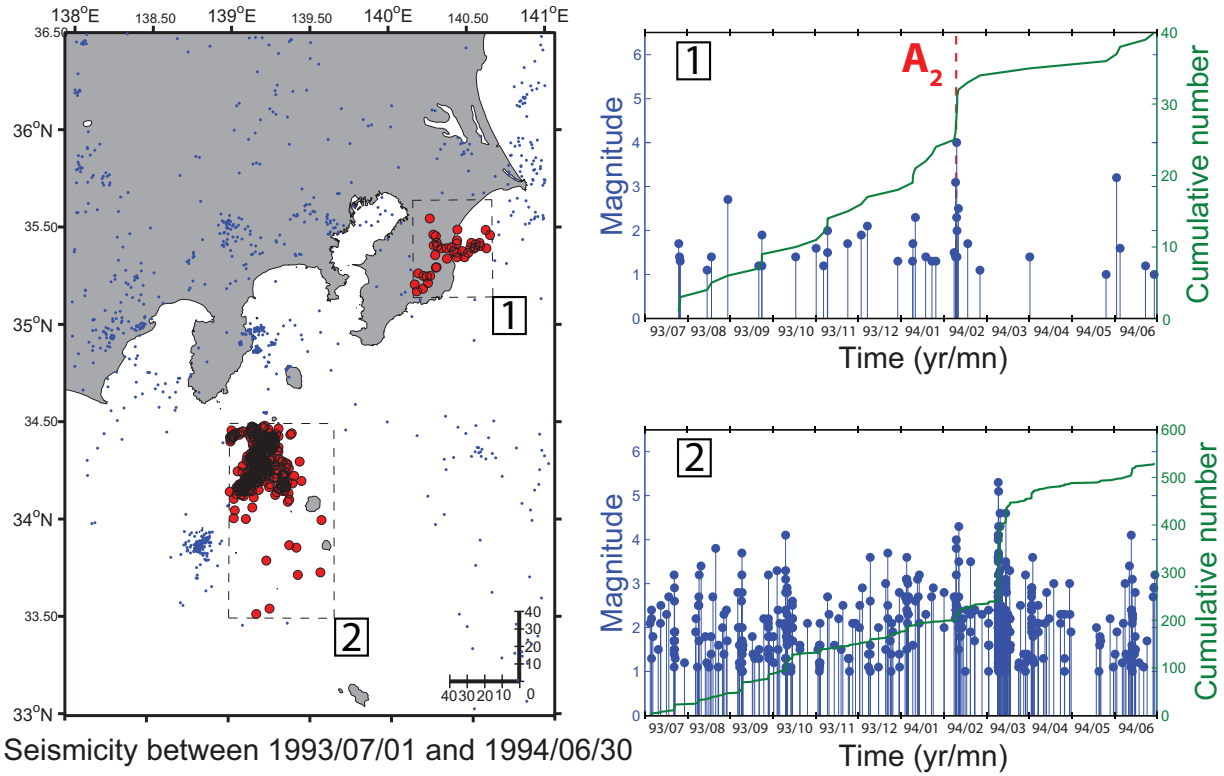 138°E 138.50 139°E 139.50 140°E 140.50 141°E
36.50
36°N
35.50
35°N
34.50
34°N
33.50
33°N
1
2
40
30
20
10
40 30 20 10 0
Seismicity between 1993/07/01 and 1994/06/30
1
A2
Magnitude
6
5
4
3
2
1
0
Cumulative number
40
30
20
10
0
93/07 93/08 93/09 93/10 93/11 93/12 94/01 94/02 94/03 94/04 94/05 94/06
Time (yr/mn)
2
Magnitude
6
5
4
3
2
1
0
Cumulative number
600
500
400
300
200
100
0
93/07 93/08 93/09 93/10 93/11 93/12 94/01 94/02 94/03 94/04 94/05 94/06
Time (yr/mn)